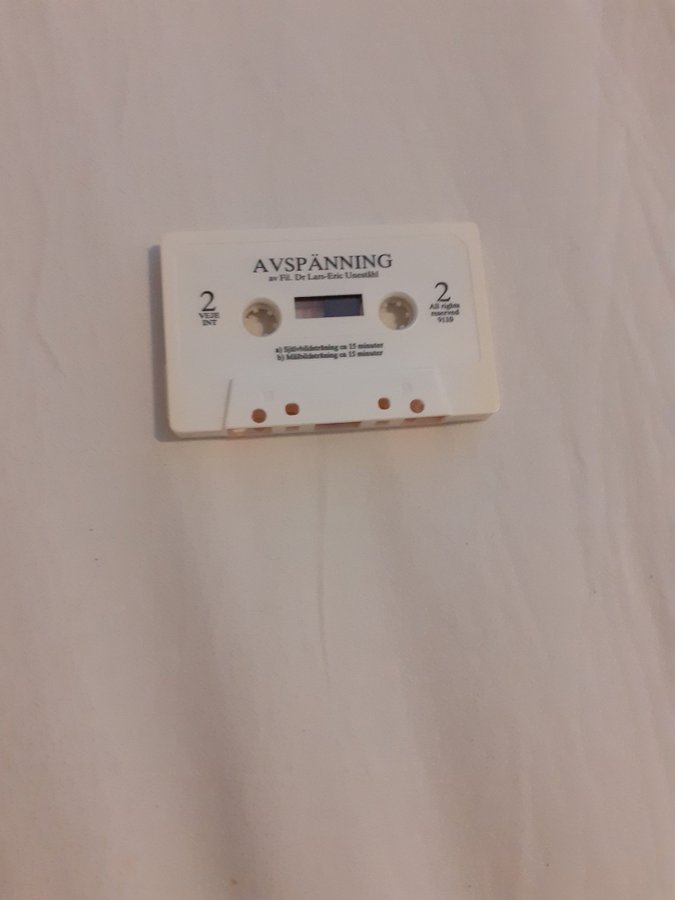 AVSPÄNNING
av Fil. Dr Lars-Eric Uneståhl
2
VEJE
INT
2
All rights
reserved
9110
a) Självbildsträning ca 15 minuter
b) Målbildsträning ca 15 minuter